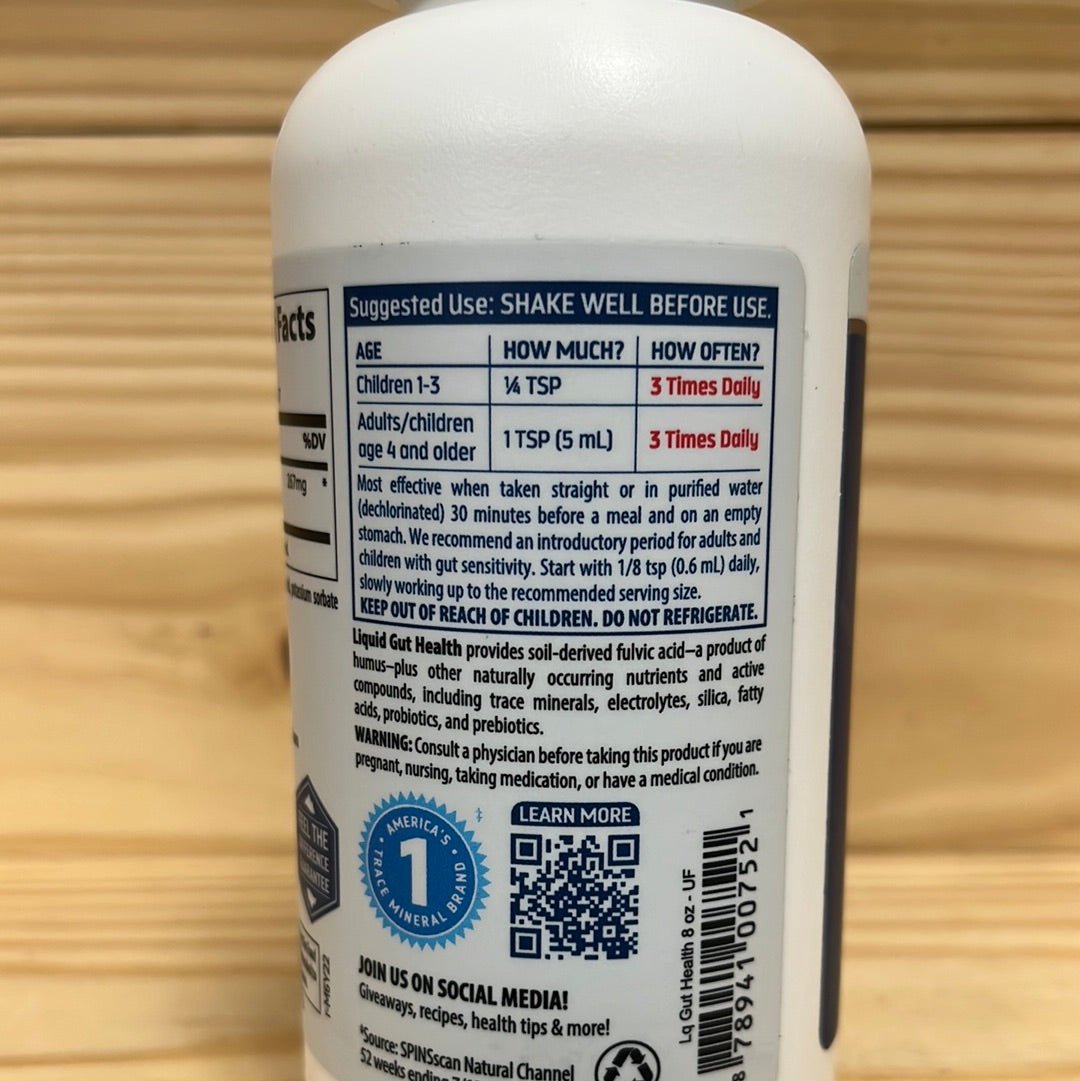 Facts
%DV
267mg *
potassium sorbate
Suggested Use: SHAKE WELL BEFORE USE.
AGE HOW MUCH? HOW OFTEN?
Children 1-3 ¼ TSP 3 Times Daily
Adults/children
age 4 and older 1 TSP (5 mL) 3 Times Daily
Most effective when taken straight or in purified water
(dechlorinated) 30 minutes before a meal and on an empty
stomach. We recommend an introductory period for adults and
children with gut sensitivity. Start with 1/8 tsp (0.6 mL) daily,
slowly working up to the recommended serving size.
KEEP OUT OF REACH OF CHILDREN. DO NOT REFRIGERATE.
Liquid Gut Health provides soil-derived fulvic acid—a product of
humus—plus other naturally occurring nutrients and active
compounds, including trace minerals, electrolytes, silica, fatty
acids, probiotics, and prebiotics.
WARNING: Consult a physician before taking this product if you are
pregnant, nursing, taking medication, or have a medical condition.
THE
AMERICA'S
1
TRACE MINERAL BRAND
LEARN MORE
JOIN US ON SOCIAL MEDIA!
Giveaways, recipes, health tips & more!
*Source: SPINSscan Natural Channel
52 weeks ending
Lq Gut Health 8 oz - UF
8 78941 00752 1